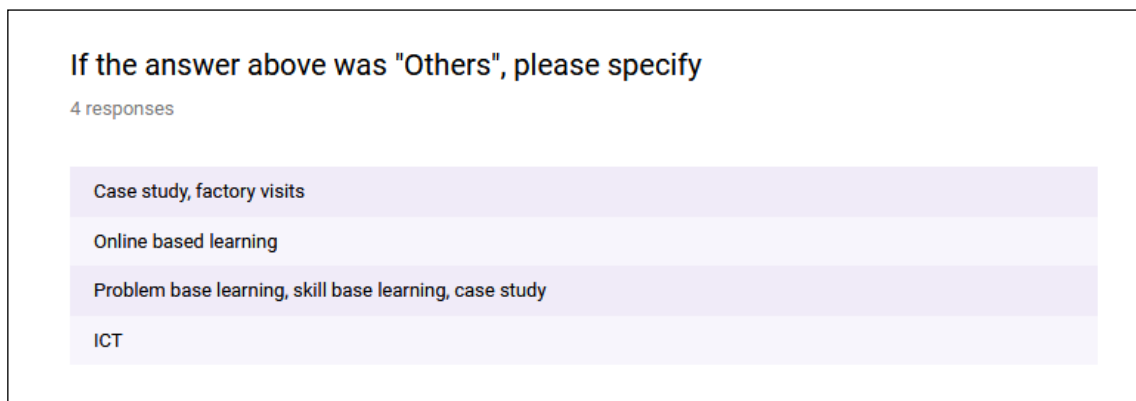 If the answer above was "Others", please specify
4 responses
Case study, factory visits
Online based learning
Problem base learning, skill base learning, case study
ICT